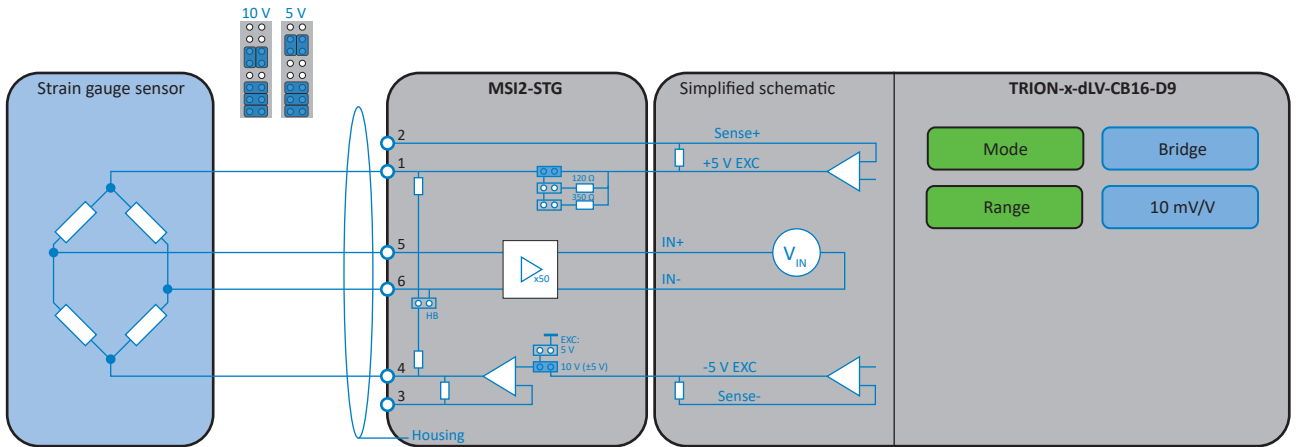 10 V 5 V
Strain gauge sensor
MSI2-STG
Simplified schematic
TRION-x-dLV-CB16-D9
2
Sense+
1
+5 V EXC
120 Ω
350 Ω
Mode
Bridge
Range
10 mV/V
5
IN+
x50
VIN
6
IN-
HB
EXC:
5 V
10 V (±5 V)
4
-5 V EXC
3
Sense-
Housing